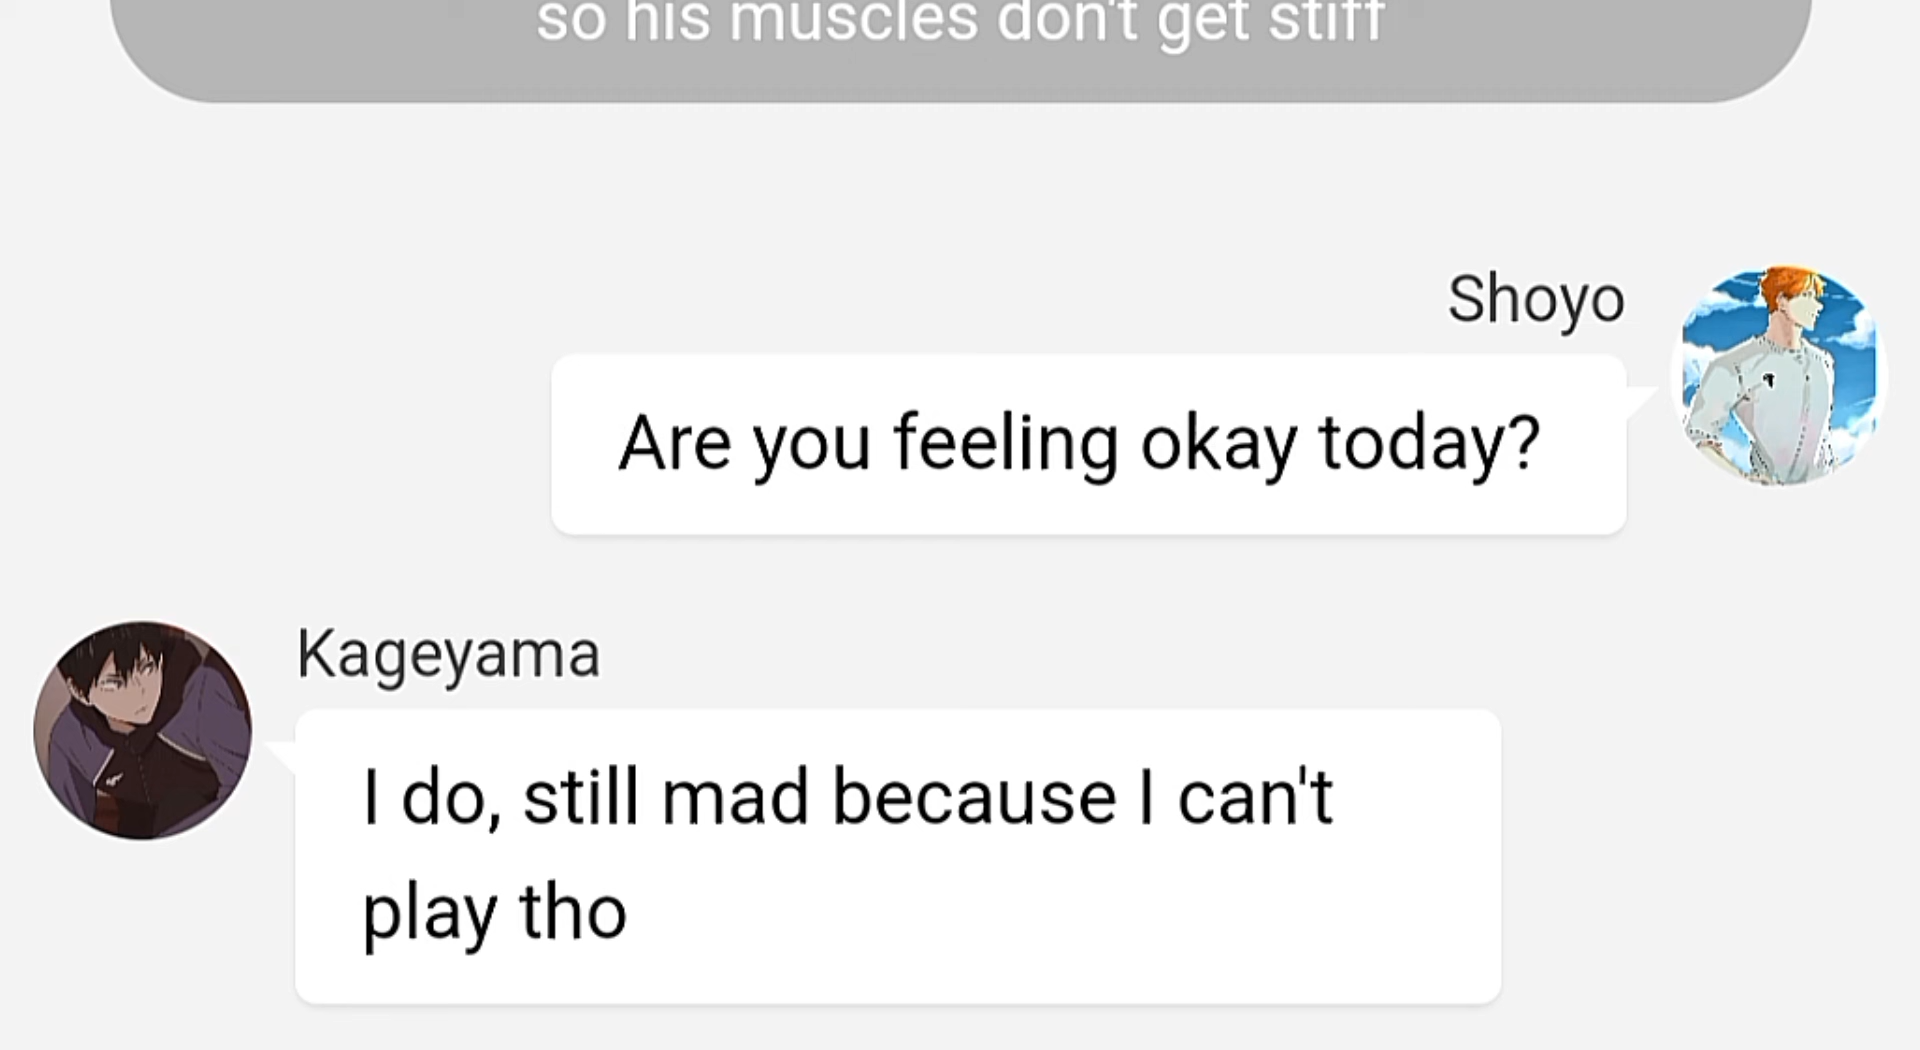 so his muscles don't get stiff
Shoyo
Are you feeling okay today?
Kageyama
I do, still mad because I can't
play tho